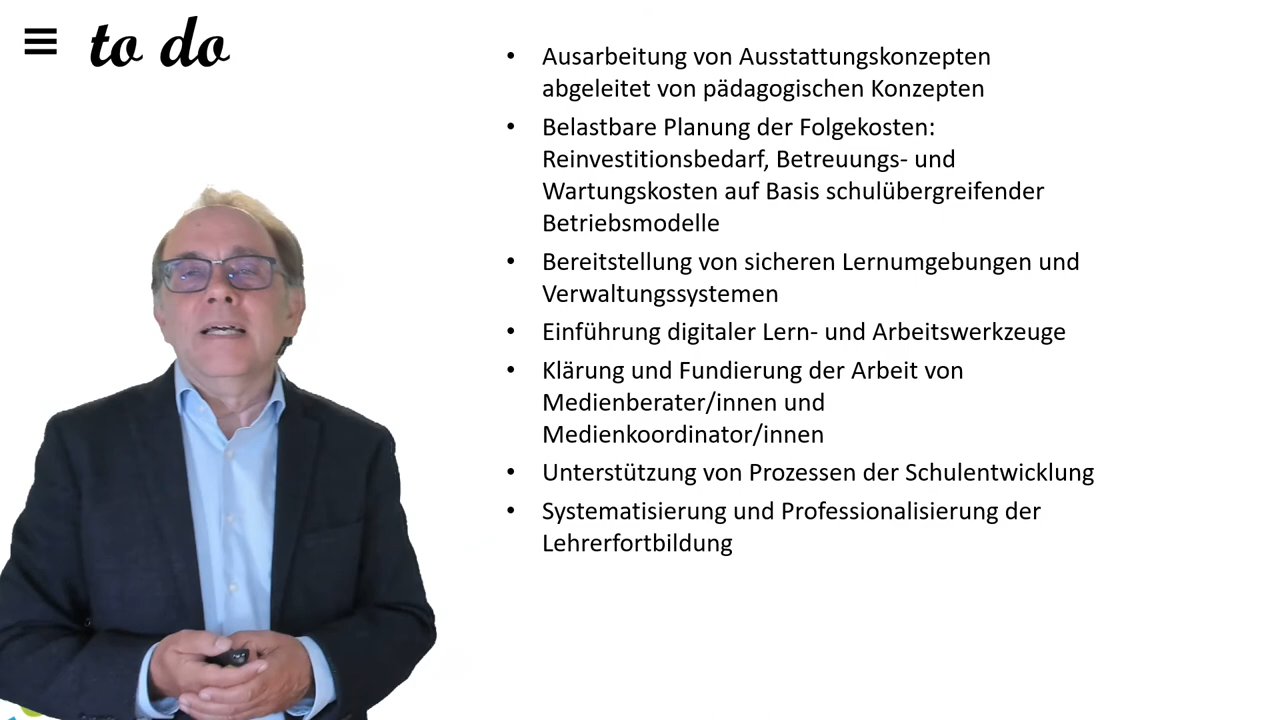 to do
• Ausarbeitung von Ausstattungskonzepten
abgeleitet von pädagogischen Konzepten
• Belastbare Planung der Folgekosten:
Reinvestitionsbedarf, Betreuungs- und
Wartungskosten auf Basis schulübergreifender
Betriebsmodelle
• Bereitstellung von sicheren Lernumgebungen und
Verwaltungssystemen
• Einführung digitaler Lern- und Arbeitswerkzeuge
• Klärung und Fundierung der Arbeit von
Medienberater/innen und
Medienkoordinator/innen
• Unterstützung von Prozessen der Schulentwicklung
• Systematisierung und Professionalisierung der
Lehrerfortbildung